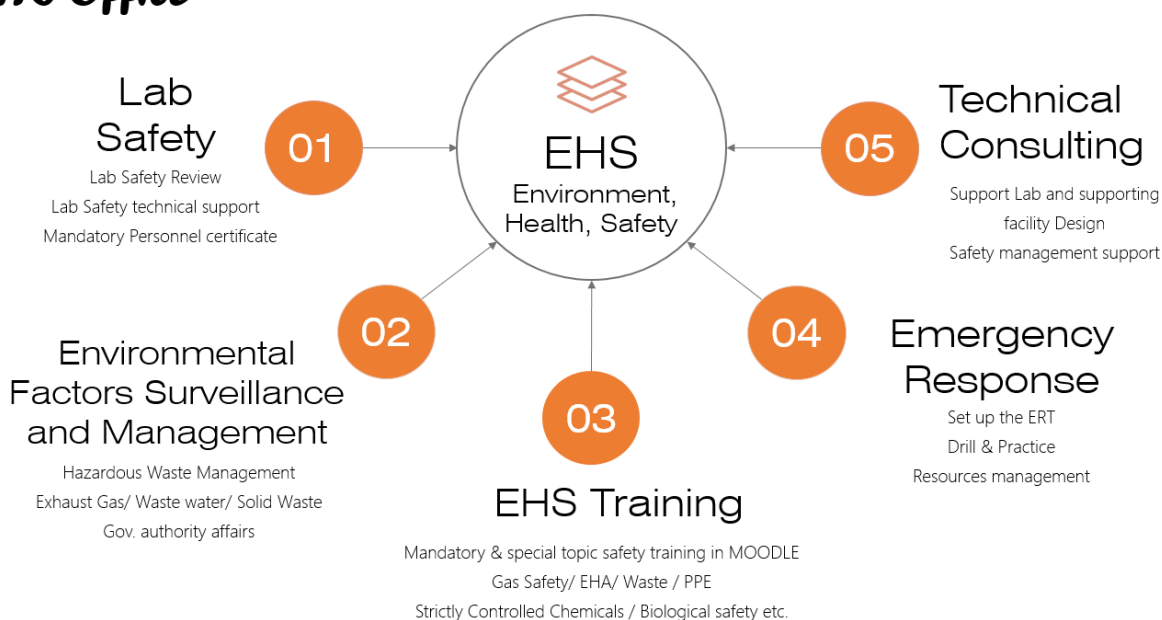 Office
01
Lab
Safety
Lab Safety Review
Lab Safety technical support
Mandatory Personnel certificate
EHS
Environment,
Health, Safety
05
Technical
Consulting
Support Lab and supporting
facility Design
Safety management support
02
Environmental
Factors Surveillance
and Management
Hazardous Waste Management
Exhaust Gas/ Waste water/ Solid Waste
Gov. authority affairs
03
EHS Training
Mandatory & special topic safety training in MOODLE
Gas Safety/ EHA/ Waste / PPE
Strictly Controlled Chemicals / Biological safety etc.
04
Emergency
Response
Set up the ERT
Drill & Practice
Resources management